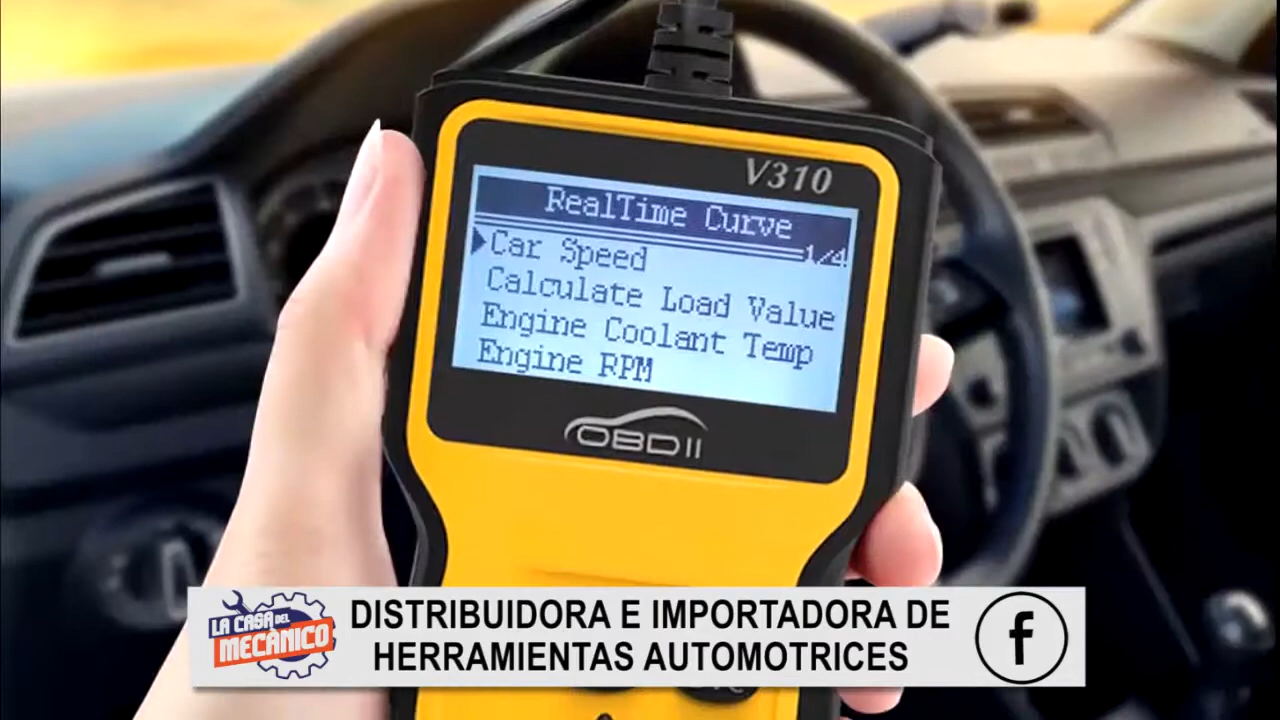 V310
RealTime Curve
1/4
Car Speed
Calculate Load Value
Engine Coolant Temp
Engine RPM
OBDII
LA CASA DEL
MECÁNICO
DISTRIBUIDORA E IMPORTADORA DE
HERRAMIENTAS AUTOMOTRICES
f